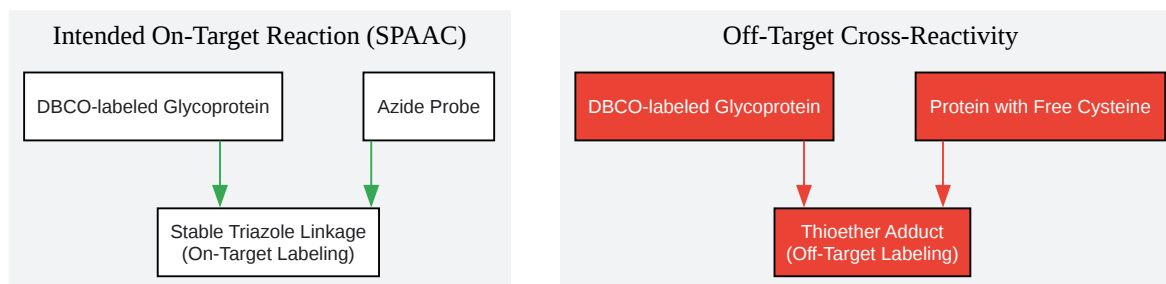 Intended On-Target Reaction (SPAAC)
DBCO-labeled Glycoprotein
Azide Probe
Stable Triazole Linkage
(On-Target Labeling)
Off-Target Cross-Reactivity
DBCO-labeled Glycoprotein
Protein with Free Cysteine
Thioether Adduct
(Off-Target Labeling)